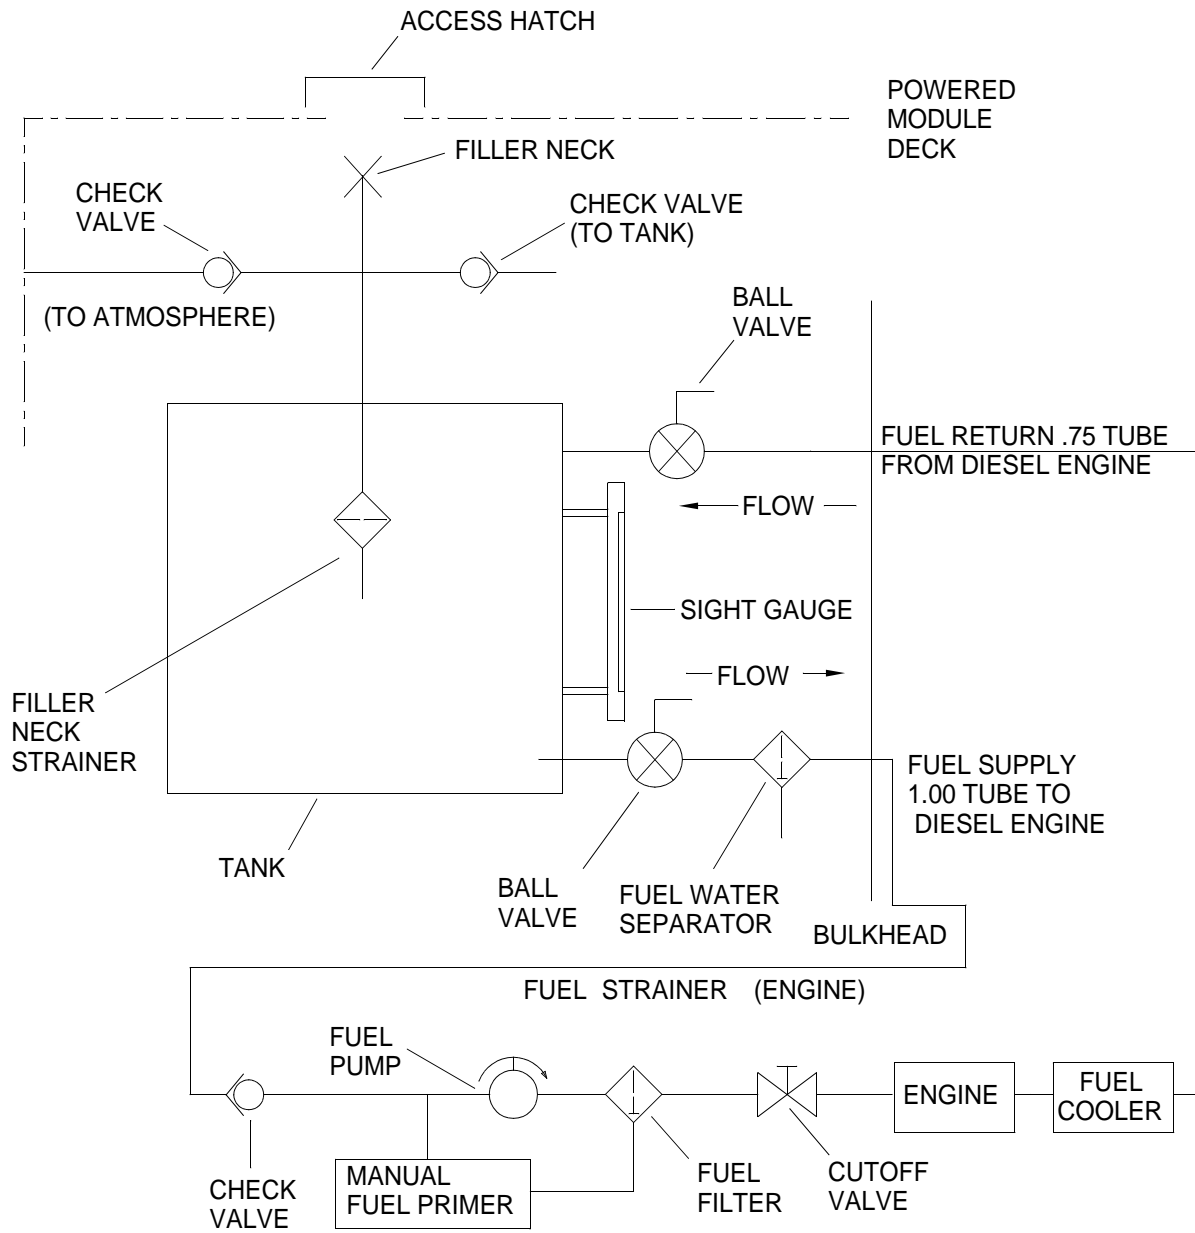 ACCESS HATCH
POWERED
MODULE
DECK
FILLER NECK
CHECK
VALVE
CHECK VALVE
(TO TANK)
(TO ATMOSPHERE)
BALL
VALVE
FUEL RETURN .75 TUBE
FROM DIESEL ENGINE
FLOW
SIGHT GAUGE
FLOW
FILLER
NECK
STRAINER
FUEL SUPPLY
1.00 TUBE TO
DIESEL ENGINE
TANK
BALL
VALVE
FUEL WATER
SEPARATOR
BULKHEAD
FUEL STRAINER (ENGINE)
FUEL
PUMP
ENGINE
FUEL
COOLER
MANUAL
FUEL PRIMER
CHECK
VALVE
FUEL
FILTER
CUTOFF
VALVE